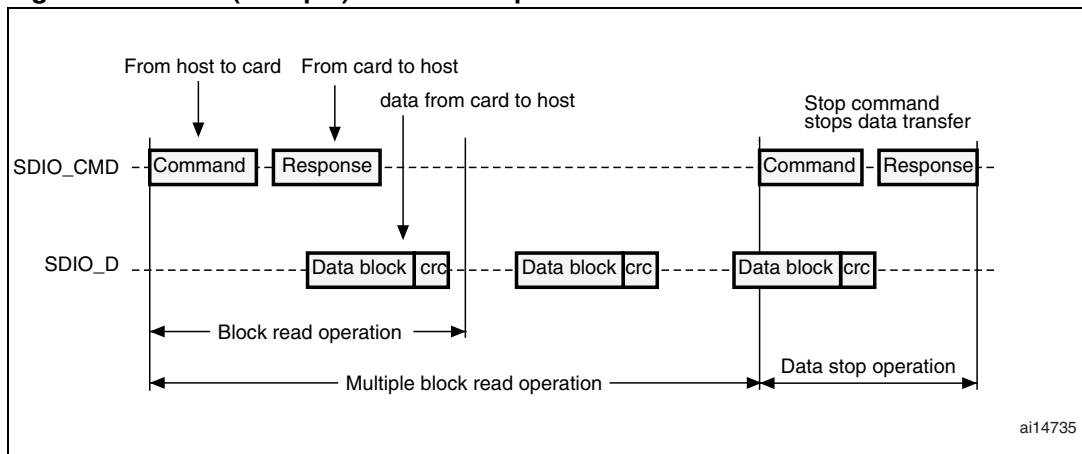 From host to card From card to host
data from card to host
Stop command
stops data transfer
SDIO_CMD Command Response Command Response
SDIO_D Data block crc Data block crc Data block crc
Block read operation
Data stop operation
Multiple block read operation
ai14735